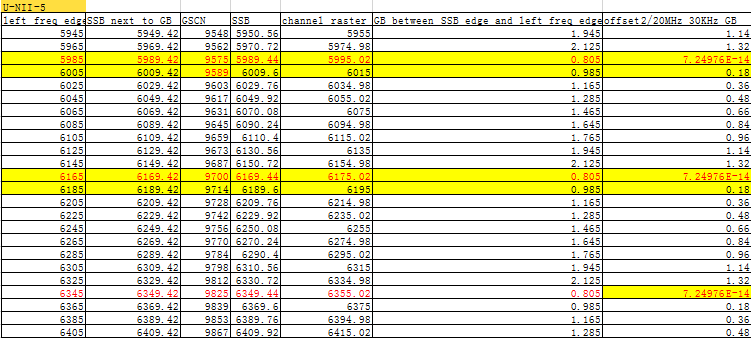 U-NII-5
left freq edge SSB next to GB GSCN SSB channel raster GB between SSB edge and left freq edge offset2/20MHz 30KHz GB
5945 5949.42 9548 5950.56 5955 1.945 1.14
5965 5969.42 9562 5970.72 5974.98 2.125 1.32
5985 5989.42 9575 5989.44 5995.02 0.805 7.24976E-14
6005 6009.42 9589 6009.6 6015 0.985 0.18
6025 6029.42 9603 6029.76 6034.98 1.165 0.36
6045 6049.42 9617 6049.92 6055.02 1.285 0.48
6065 6069.42 9631 6070.08 6075 1.465 0.66
6085 6089.42 9645 6090.24 6094.98 1.645 0.84
6105 6109.42 9659 6110.4 6115.02 1.765 0.96
6125 6129.42 9673 6130.56 6135 1.945 1.14
6145 6149.42 9687 6150.72 6154.98 2.125 1.32
6165 6169.42 9700 6169.44 6175.02 0.805 7.24976E-14
6185 6189.42 9714 6189.6 6195 0.985 0.18
6205 6209.42 9728 6209.76 6214.98 1.165 0.36
6225 6229.42 9742 6229.92 6235.02 1.285 0.48
6245 6249.42 9756 6250.08 6255 1.465 0.66
6265 6269.42 9770 6270.24 6274.98 1.645 0.84
6285 6289.42 9784 6290.4 6295.02 1.765 0.96
6305 6309.42 9798 6310.56 6315 1.945 1.14
6325 6329.42 9812 6330.72 6334.98 2.125 1.32
6345 6349.42 9825 6349.44 6355.02 0.805 7.24976E-14
6365 6369.42 9839 6369.6 6375 0.985 0.18
6385 6389.42 9853 6389.76 6394.98 1.165 0.36
6405 6409.42 9867 6409.92 6415.02 1.285 0.48